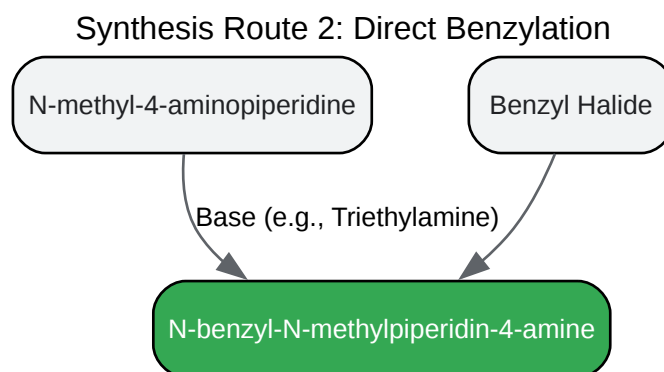 Synthesis Route 2: Direct Benzylation
N-methyl-4-aminopiperidine
Benzyl Halide
Base (e.g., Triethylamine)
N-benzyl-N-methylpiperidin-4-amine